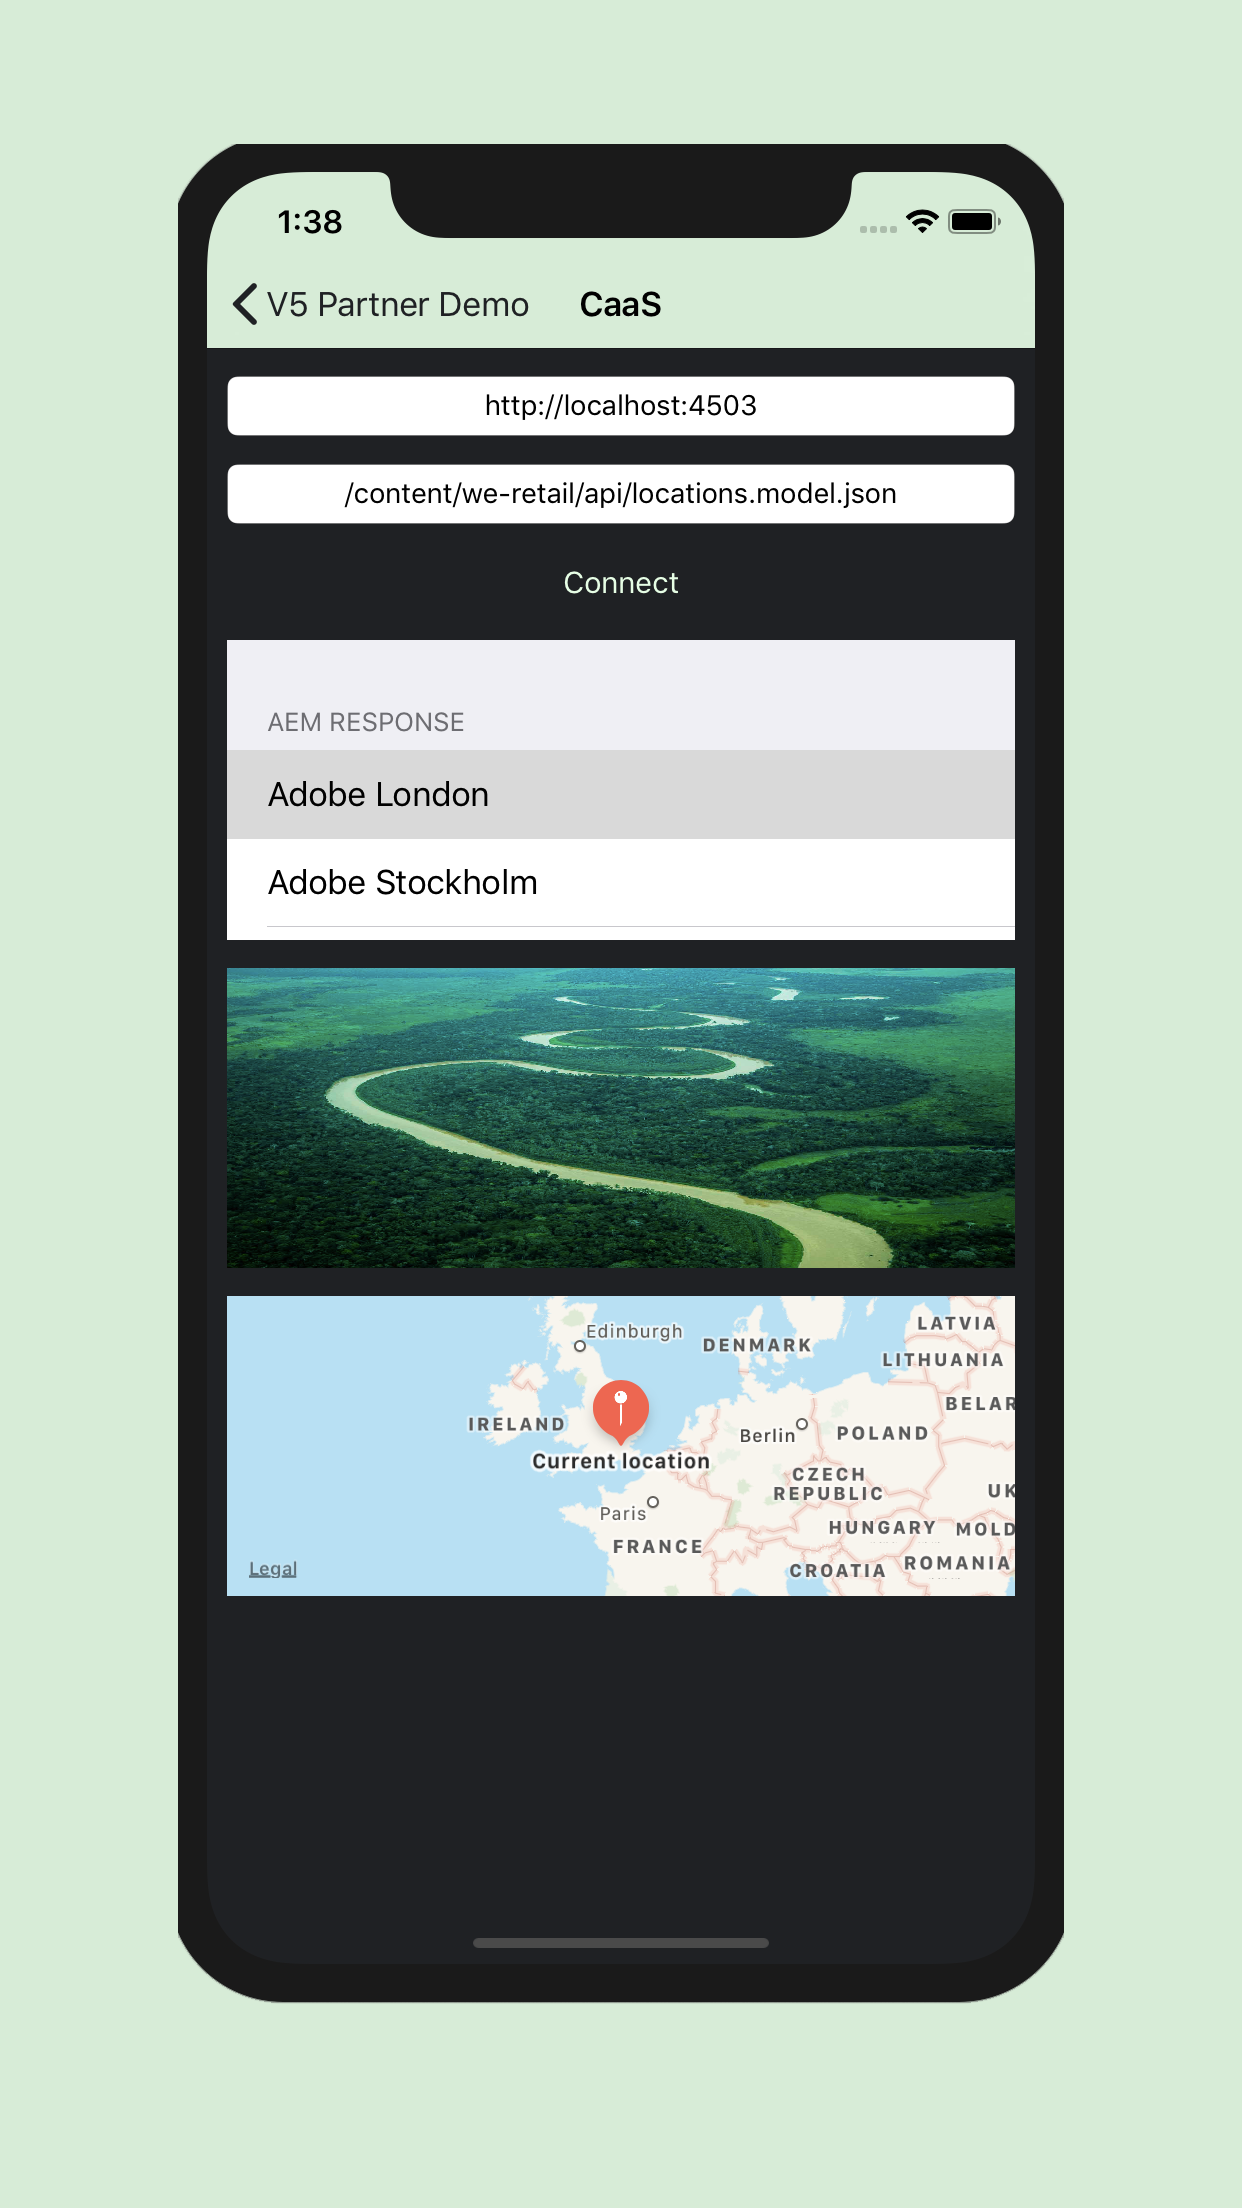 1:38
V5 Partner Demo
CaaS
http://localhost:4503
/content/we-retail/api/locations.model.json
Connect
AEM RESPONSE
Adobe London
Adobe Stockholm
Edinburgh
DENMARK
LATVIA
LITHUANIA
BELAR
IRELAND
Berlin
POLAND
Current location
CZECH
REPUBLIC
UK
Paris
HUNGARY
MOLD
FRANCE
ROMANIA
CROATIA
Legal